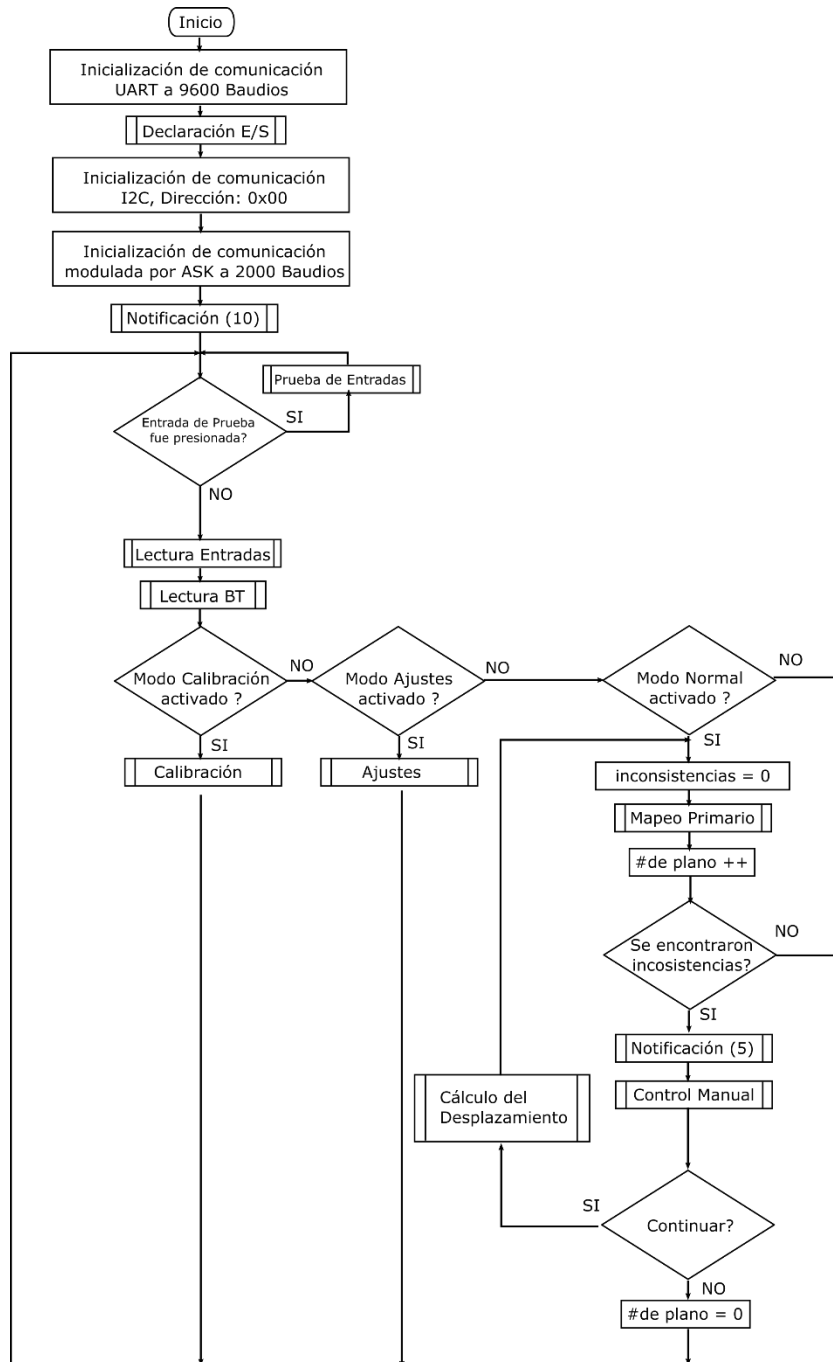 Inicio
Inicialización de comunicación
UART a 9600 Baudios
Declaración E/S
Inicialización de comunicación
I2C, Dirección: 0x00
Inicialización de comunicación
modulada por ASK a 2000 Baudios
Notificación (10)
Prueba de Entradas
Entrada de Prueba
fue presionada?
SI
NO
Lectura Entradas
Lectura BT
Modo Calibración
activado ?
NO
SI
Calibración
Modo Ajustes
activado ?
NO
SI
Ajustes
Modo Normal
activado ?
NO
SI
inconsistencias = 0
Mapeo Primario
#de plano ++
Se encontraron
incosistencias?
NO
SI
Notificación (5)
Control Manual
Cálculo del
Desplazamiento
SI
Continuar?
NO
#de plano = 0